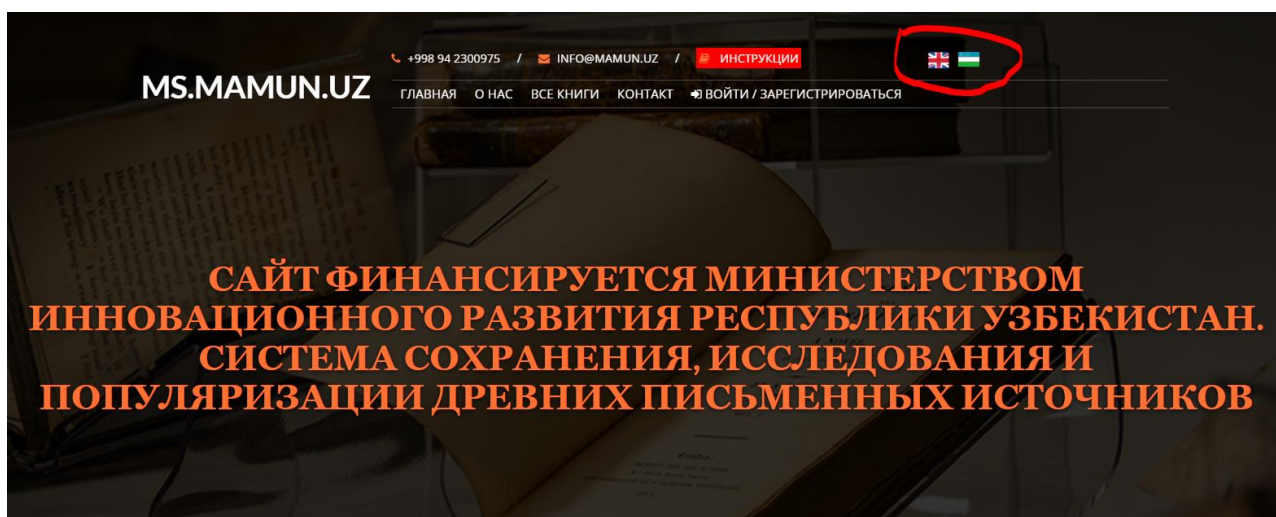 +998 94 2300975 / INFO@MAMUN.UZ / ИНСТРУКЦИИ
MS.MAMUN.UZ
ГЛАВНАЯ О НАС ВСЕ КНИГИ КОНТАКТ ВОЙТИ / ЗАРЕГИСТРИРОВАТЬСЯ
САЙТ ФИНАНСИРУЕТСЯ МИНИСТЕРСТВОМ
ИННОВАЦИОННОГО РАЗВИТИЯ РЕСПУБЛИКИ УЗБЕКИСТАН.
СИСТЕМА СОХРАНЕНИЯ, ИССЛЕДОВАНИЯ И
ПОПУЛЯРИЗАЦИИ ДРЕВНИХ ПИСЬМЕННЫХ ИСТОЧНИКОВ